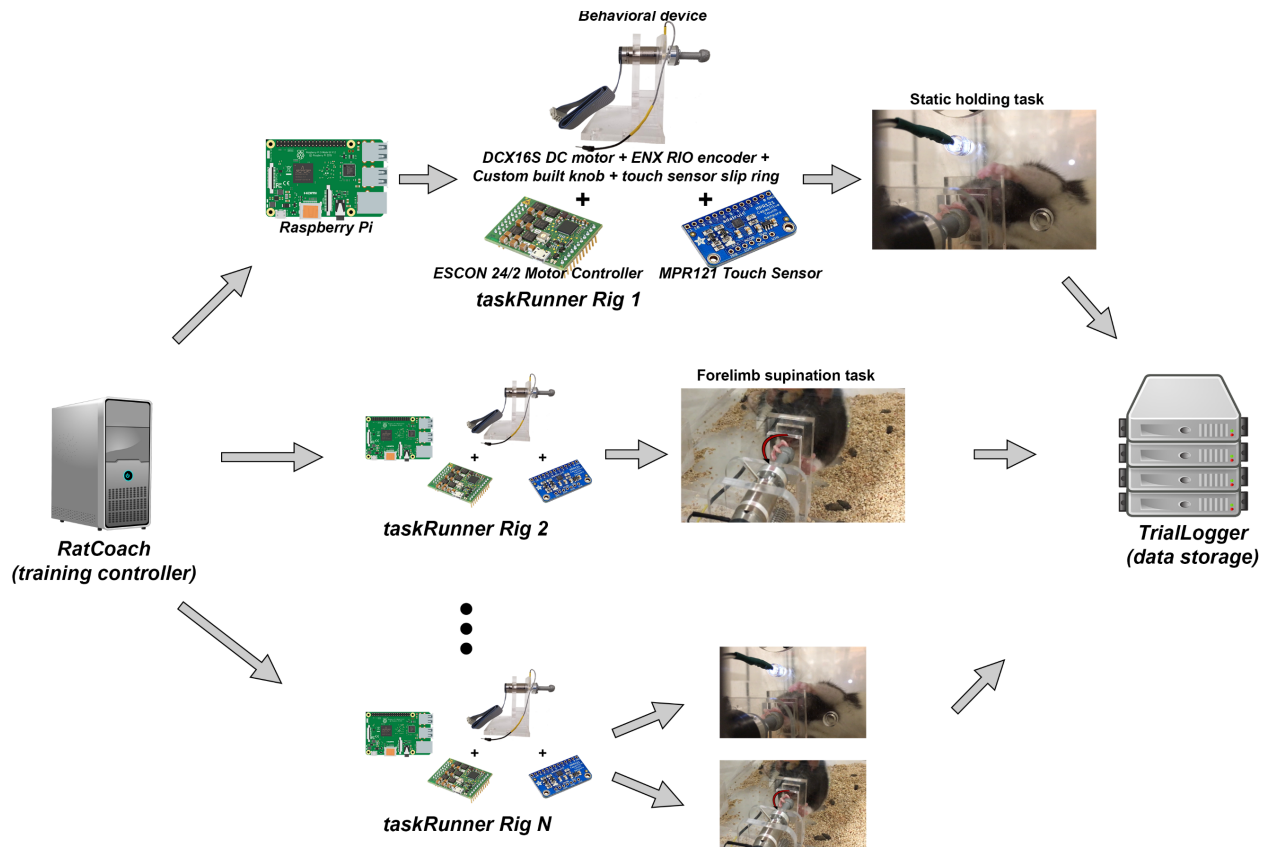 Behavioral device
Static holding task
DCX16S DC motor + ENX RIO encoder +
Custom built knob + touch sensor slip ring
+
+
Raspberry Pi
ESCON 24/2 Motor Controller
MPR121 Touch Sensor
taskRunner Rig 1
Forelimb supination task
+
+
taskRunner Rig 2
RatCoach
(training controller)
TrialLogger
(data storage)
+
+
taskRunner Rig N